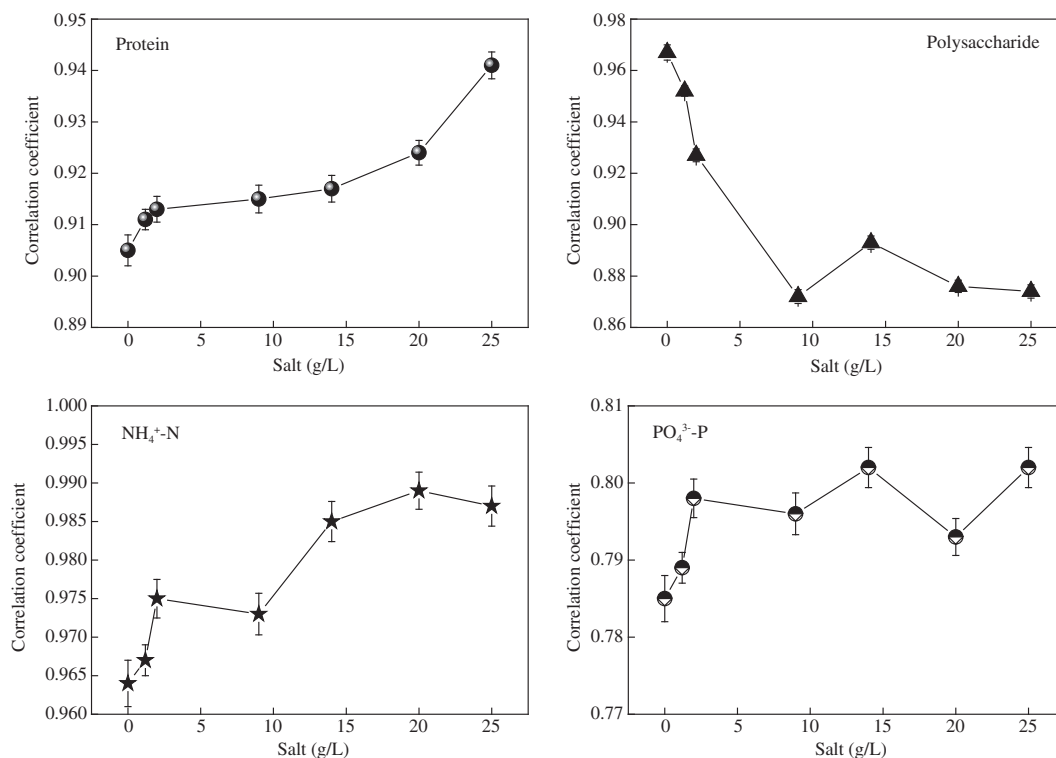 Protein
Correlation coefficient
0.95
0.94
0.93
0.92
0.91
0.90
0.89
0 5 10 15 20 25
Salt (g/L)
Polysaccharide
Correlation coefficient
0.98
0.96
0.94
0.92
0.90
0.88
0.86
0 5 10 15 20 25
Salt (g/L)
NH₄⁺-N
Correlation coefficient
1.000
0.995
0.990
0.985
0.980
0.975
0.970
0.965
0.960
0 5 10 15 20 25
Salt (g/L)
PO₄³⁻-P
Correlation coefficient
0.81
0.80
0.79
0.78
0.77
0 5 10 15 20 25
Salt (g/L)